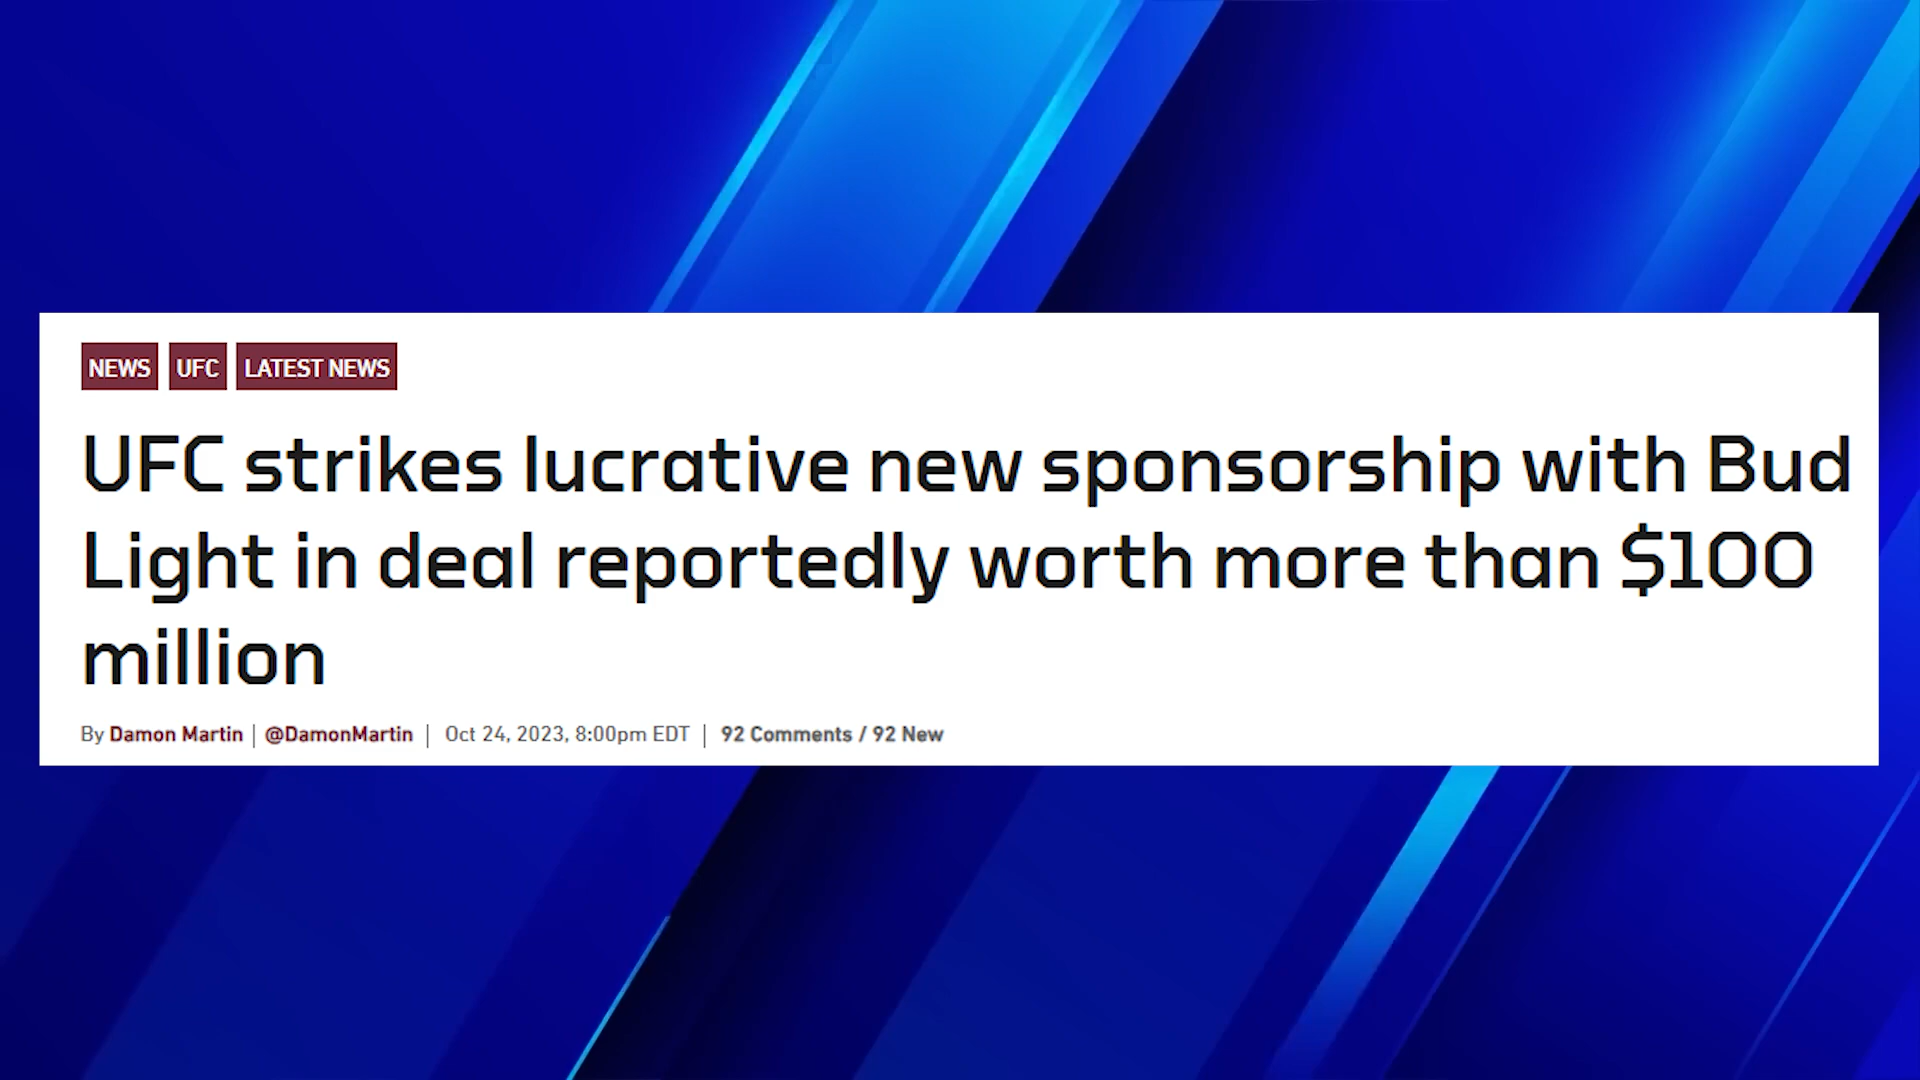 NEWS UFC LATEST NEWS
UFC strikes lucrative new sponsorship with Bud
Light in deal reportedly worth more than $100
million
By Damon Martin | @DamonMartin | Oct 24, 2023, 8:00pm EDT | 92 Comments / 92 New